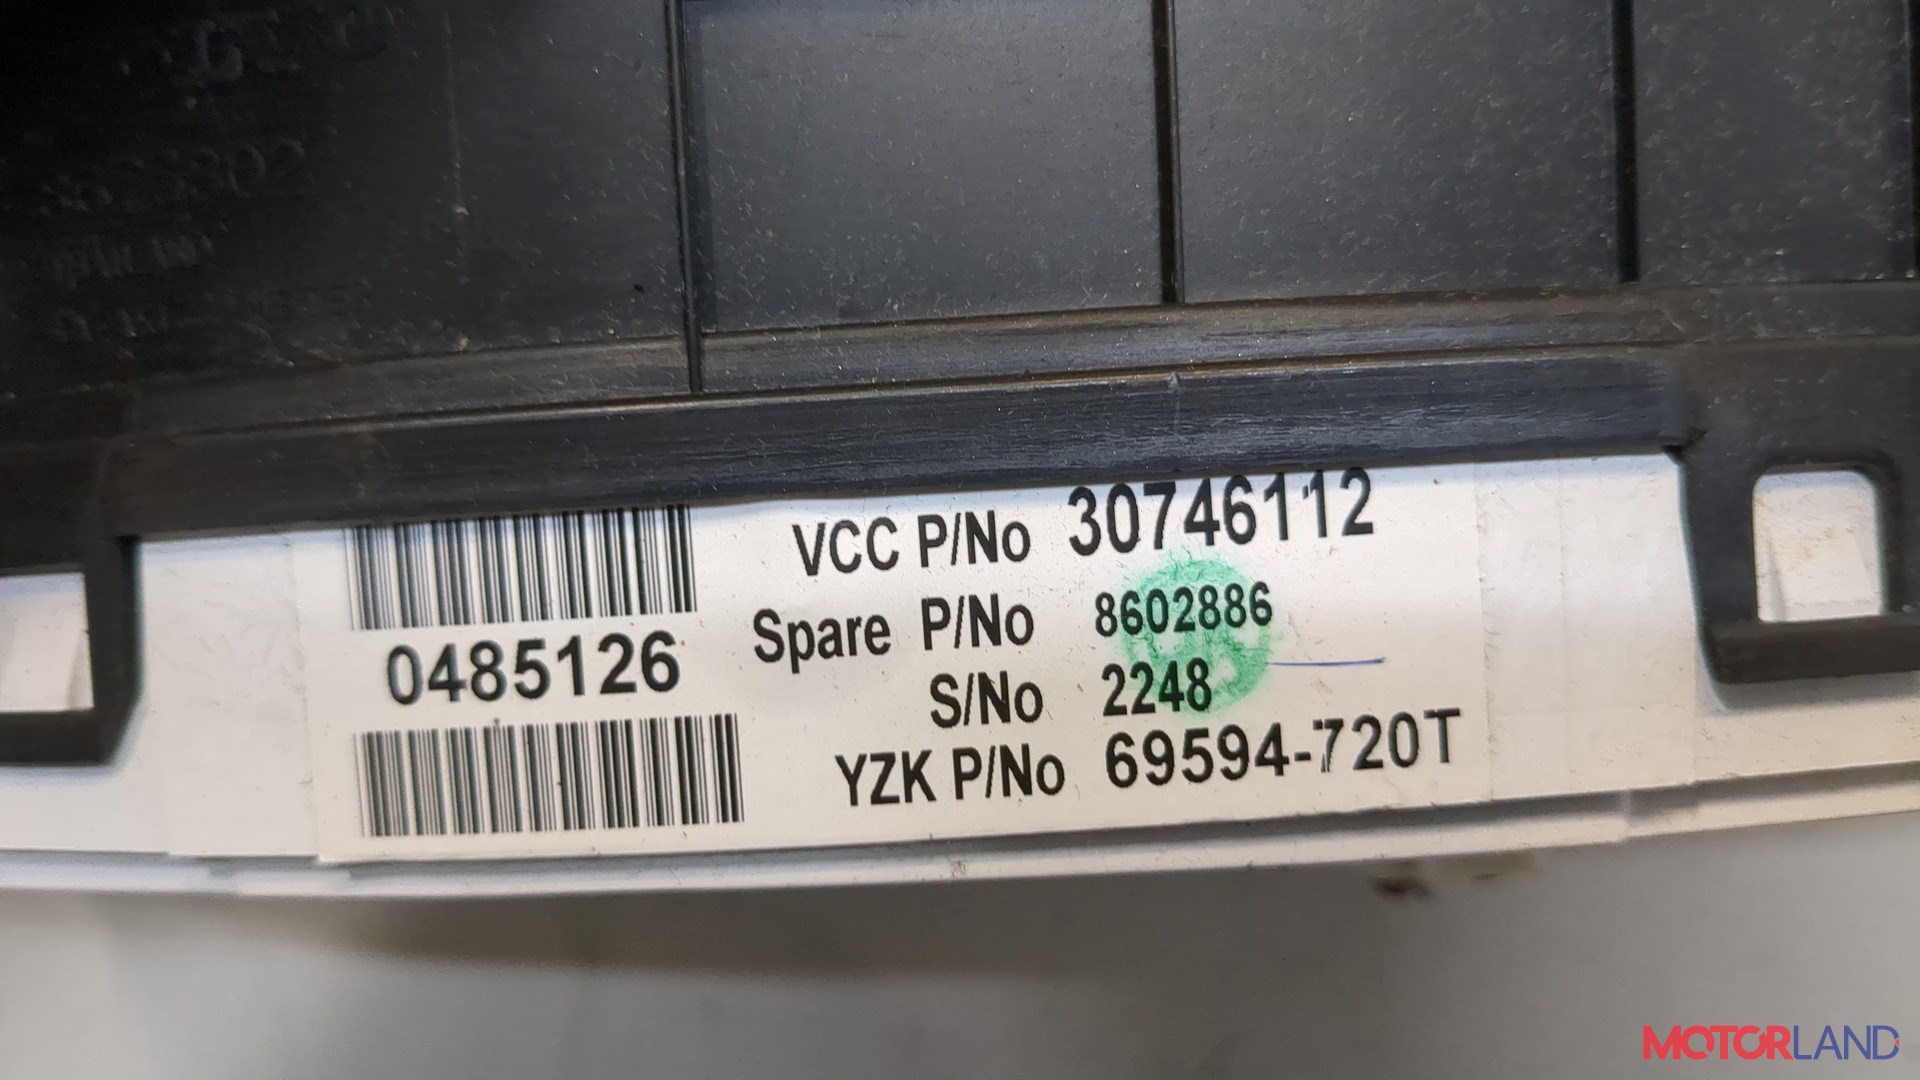 VCC P/No 30746112
0485126
Spare P/No 8602886
S/No 2248
YZK P/No 69594-720T
MOTORLAND